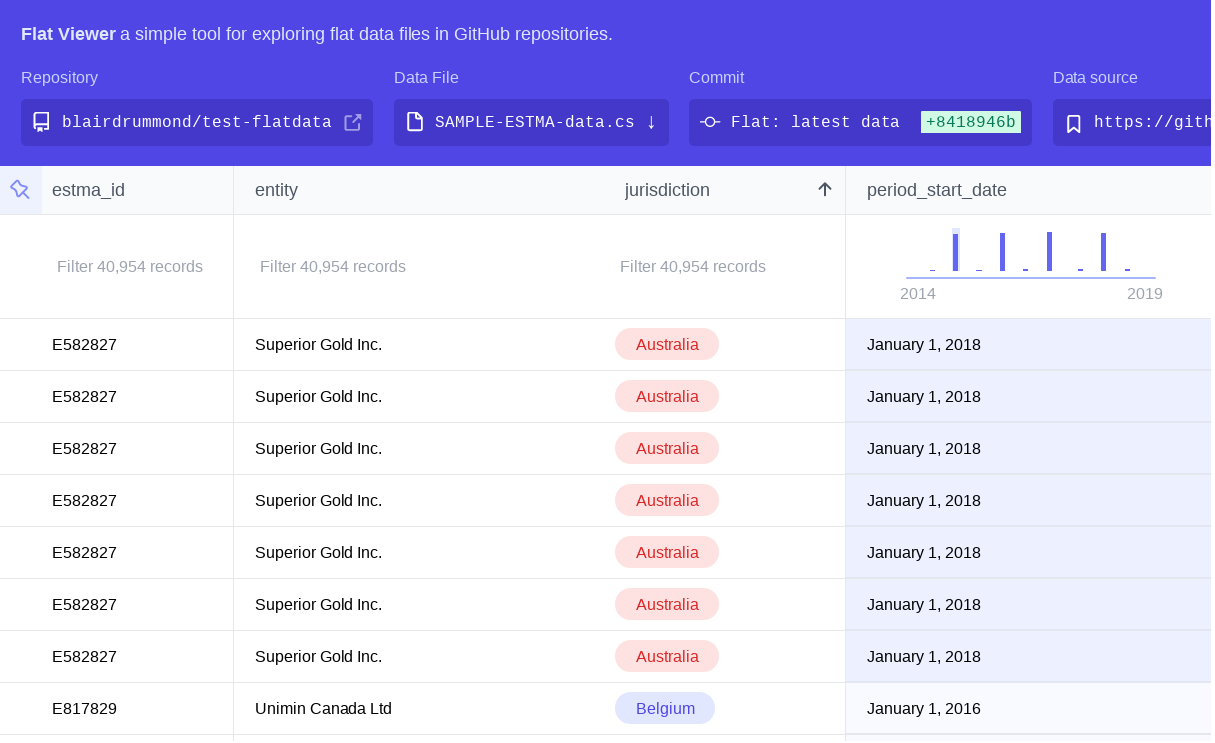 Flat Viewer a simple tool for exploring flat data files in GitHub repositories.
Repository Data File Commit Data source
blairdrummond/test-flatdata SAMPLE-ESTMA-data.cs ↓ Flat: latest data +8418946b https://gith
estma_id entity jurisdiction ↑ period_start_date
Filter 40,954 records Filter 40,954 records Filter 40,954 records
2014 2019
E582827 Superior Gold Inc. Australia January 1, 2018
E582827 Superior Gold Inc. Australia January 1, 2018
E582827 Superior Gold Inc. Australia January 1, 2018
E582827 Superior Gold Inc. Australia January 1, 2018
E582827 Superior Gold Inc. Australia January 1, 2018
E582827 Superior Gold Inc. Australia January 1, 2018
E582827 Superior Gold Inc. Australia January 1, 2018
E817829 Unimin Canada Ltd Belgium January 1, 2016